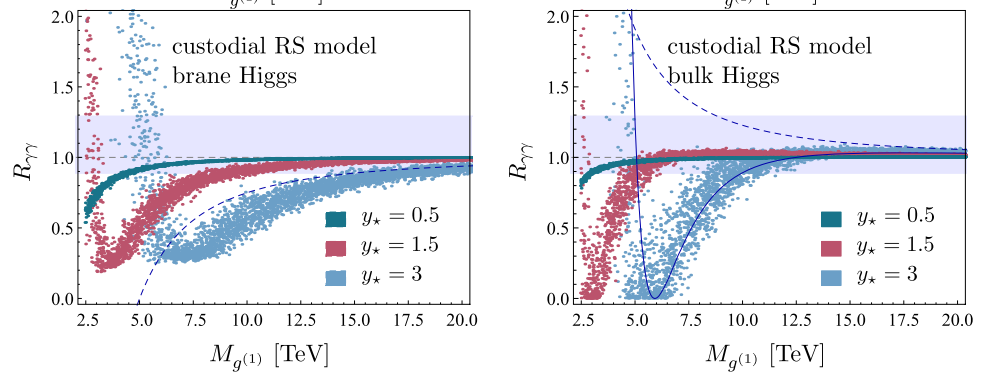 custodial RS model
brane Higgs
R_γγ
2.0
1.5
1.0
0.5
0.0
y⋆ = 0.5
y⋆ = 1.5
y⋆ = 3
2.5 5.0 7.5 10.0 12.5 15.0 17.5 20.0
M_g(1) [TeV]
custodial RS model
bulk Higgs
R_γγ
2.0
1.5
1.0
0.5
0.0
y⋆ = 0.5
y⋆ = 1.5
y⋆ = 3
2.5 5.0 7.5 10.0 12.5 15.0 17.5 20.0
M_g(1) [TeV]